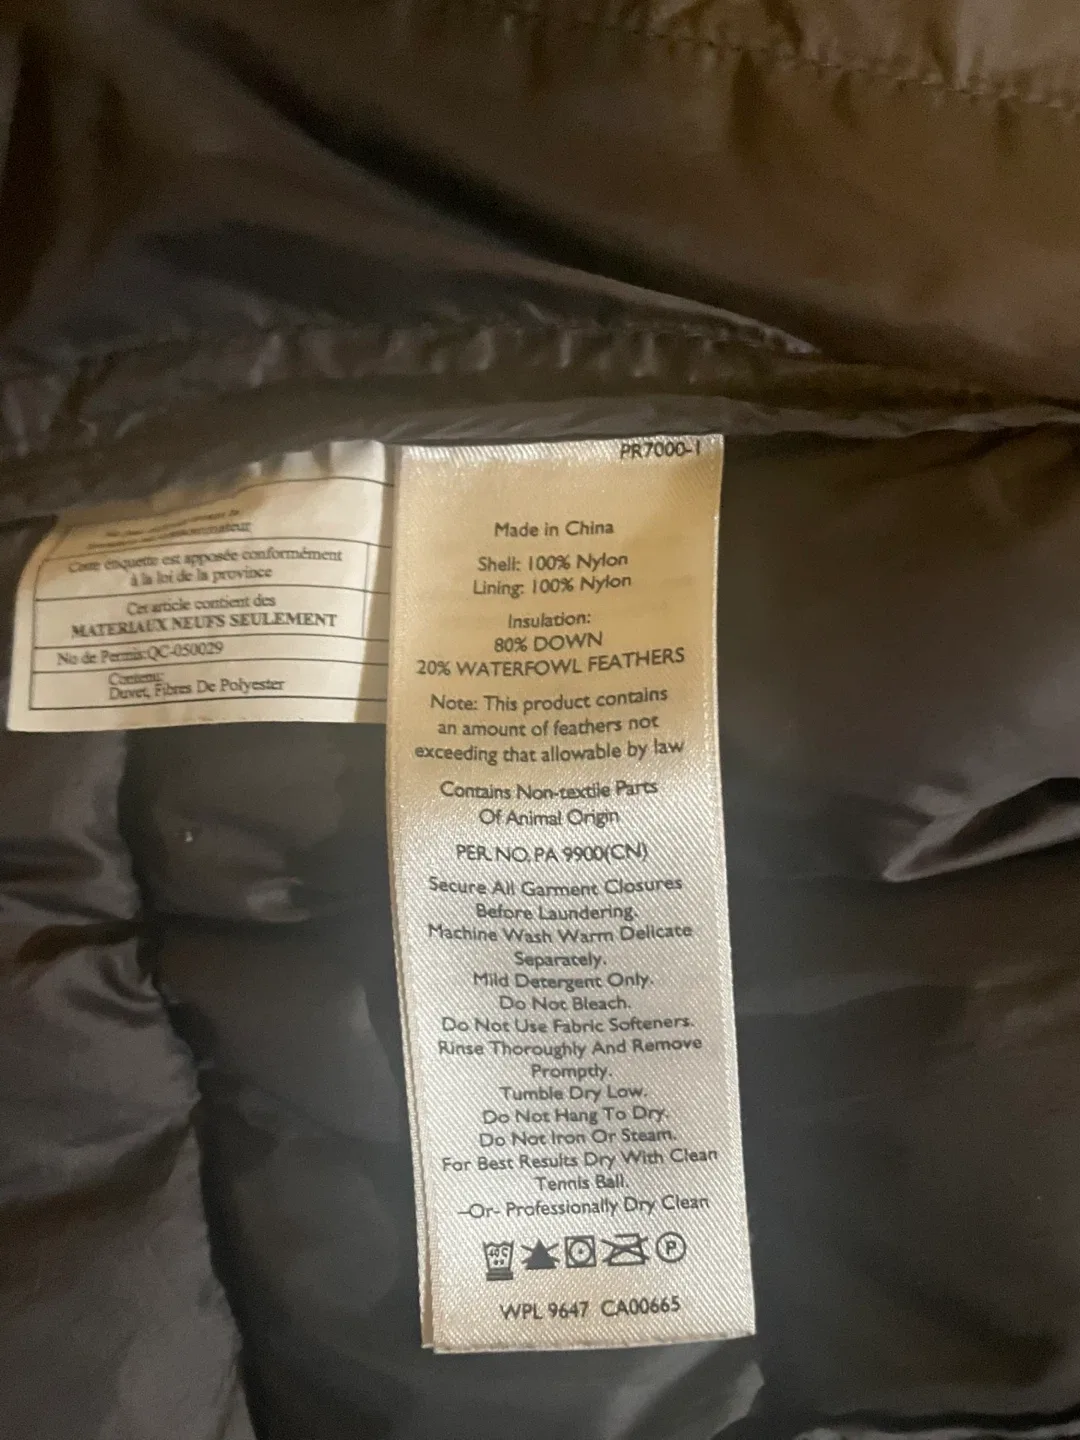 Cette étiquette est apposée conformément
à la loi de la province
Cet article contient des
MATERIAUX NEUFS SEULEMENT
No de Permis:QC-050029
Contenu:
Duvet, Fibres De Polyester
PR7000-1
Made in China
Shell: 100% Nylon
Lining: 100% Nylon
Insulation:
80% DOWN
20% WATERFOWL FEATHERS
Note: This product contains
an amount of feathers not
exceeding that allowable by law
Contains Non-textile Parts
Of Animal Origin
PER.NO.PA 9900(CN)
Secure All Garment Closures
Before Laundering.
Machine Wash Warm Delicate
Separately.
Mild Detergent Only.
Do Not Bleach.
Do Not Use Fabric Softeners.
Rinse Thoroughly And Remove
Promptly.
Tumble Dry Low.
Do Not Hang To Dry.
Do Not Iron Or Steam.
For Best Results Dry With Clean
Tennis Ball.
-Or- Professionally Dry Clean
40°C
P
WPL 9647 CA00665